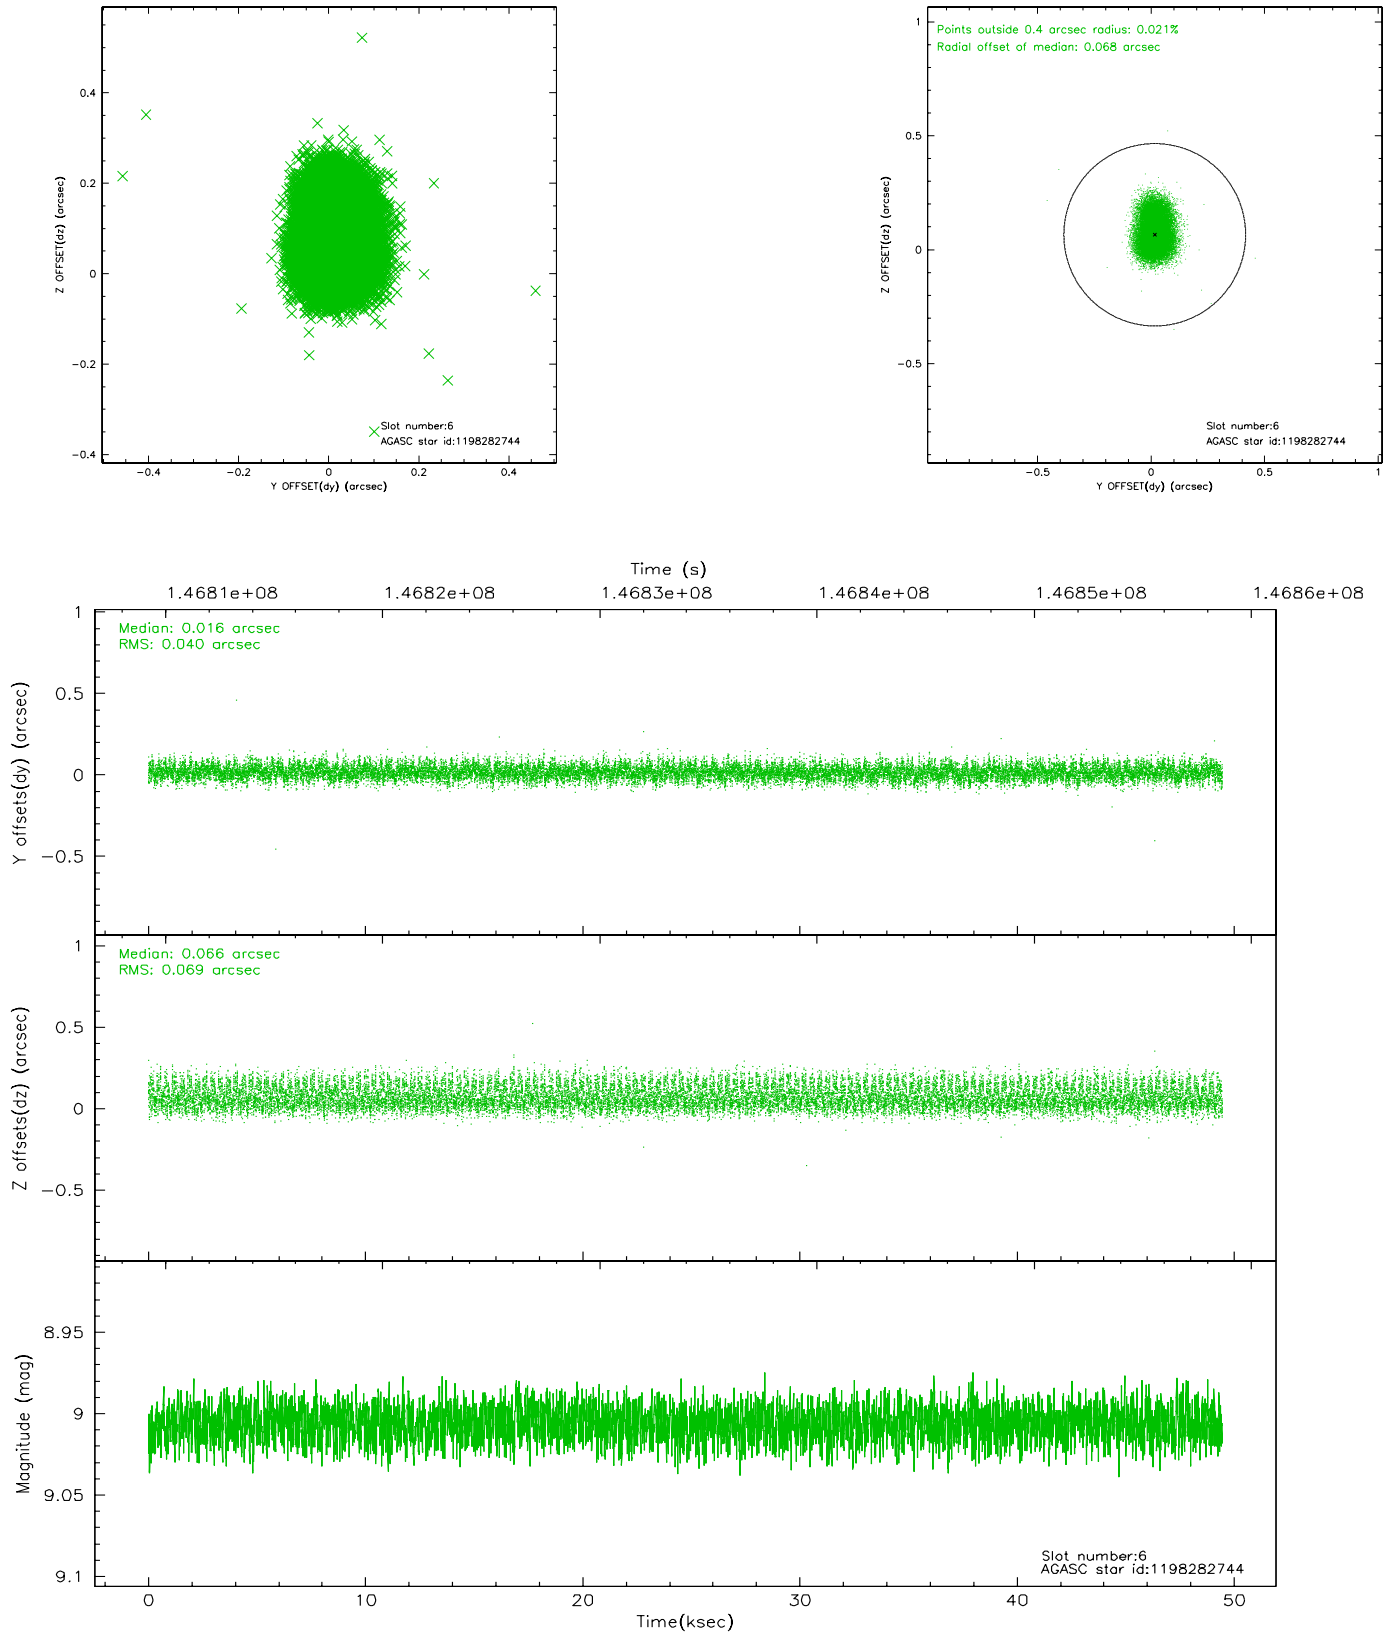 0.4
0.2
0
−0.2
−0.4
Z OFFSET(dz) (arcsec)
−0.4
−0.2
0
0.2
0.4
Y OFFSET(dy) (arcsec)
Slot number:6
AGASC star id:1198282744
Points outside 0.4 arcsec radius: 0.021%
Radial offset of median: 0.068 arcsec
1
0.5
0
−0.5
Z OFFSET(dz) (arcsec)
−0.5
0
0.5
1
Y OFFSET(dy) (arcsec)
Slot number:6
AGASC star id:1198282744
Time (s)
1.4681e+08
1.4682e+08
1.4683e+08
1.4684e+08
1.4685e+08
1.4686e+08
Median: 0.016 arcsec
RMS: 0.040 arcsec
1
0.5
0
−0.5
Y offsets(dy) (arcsec)
Median: 0.066 arcsec
RMS: 0.069 arcsec
1
0.5
0
−0.5
Z offsets(dz) (arcsec)
8.95
9
9.05
9.1
Magnitude (mag)
Slot number:6
AGASC star id:1198282744
0
10
20
30
40
50
Time(ksec)